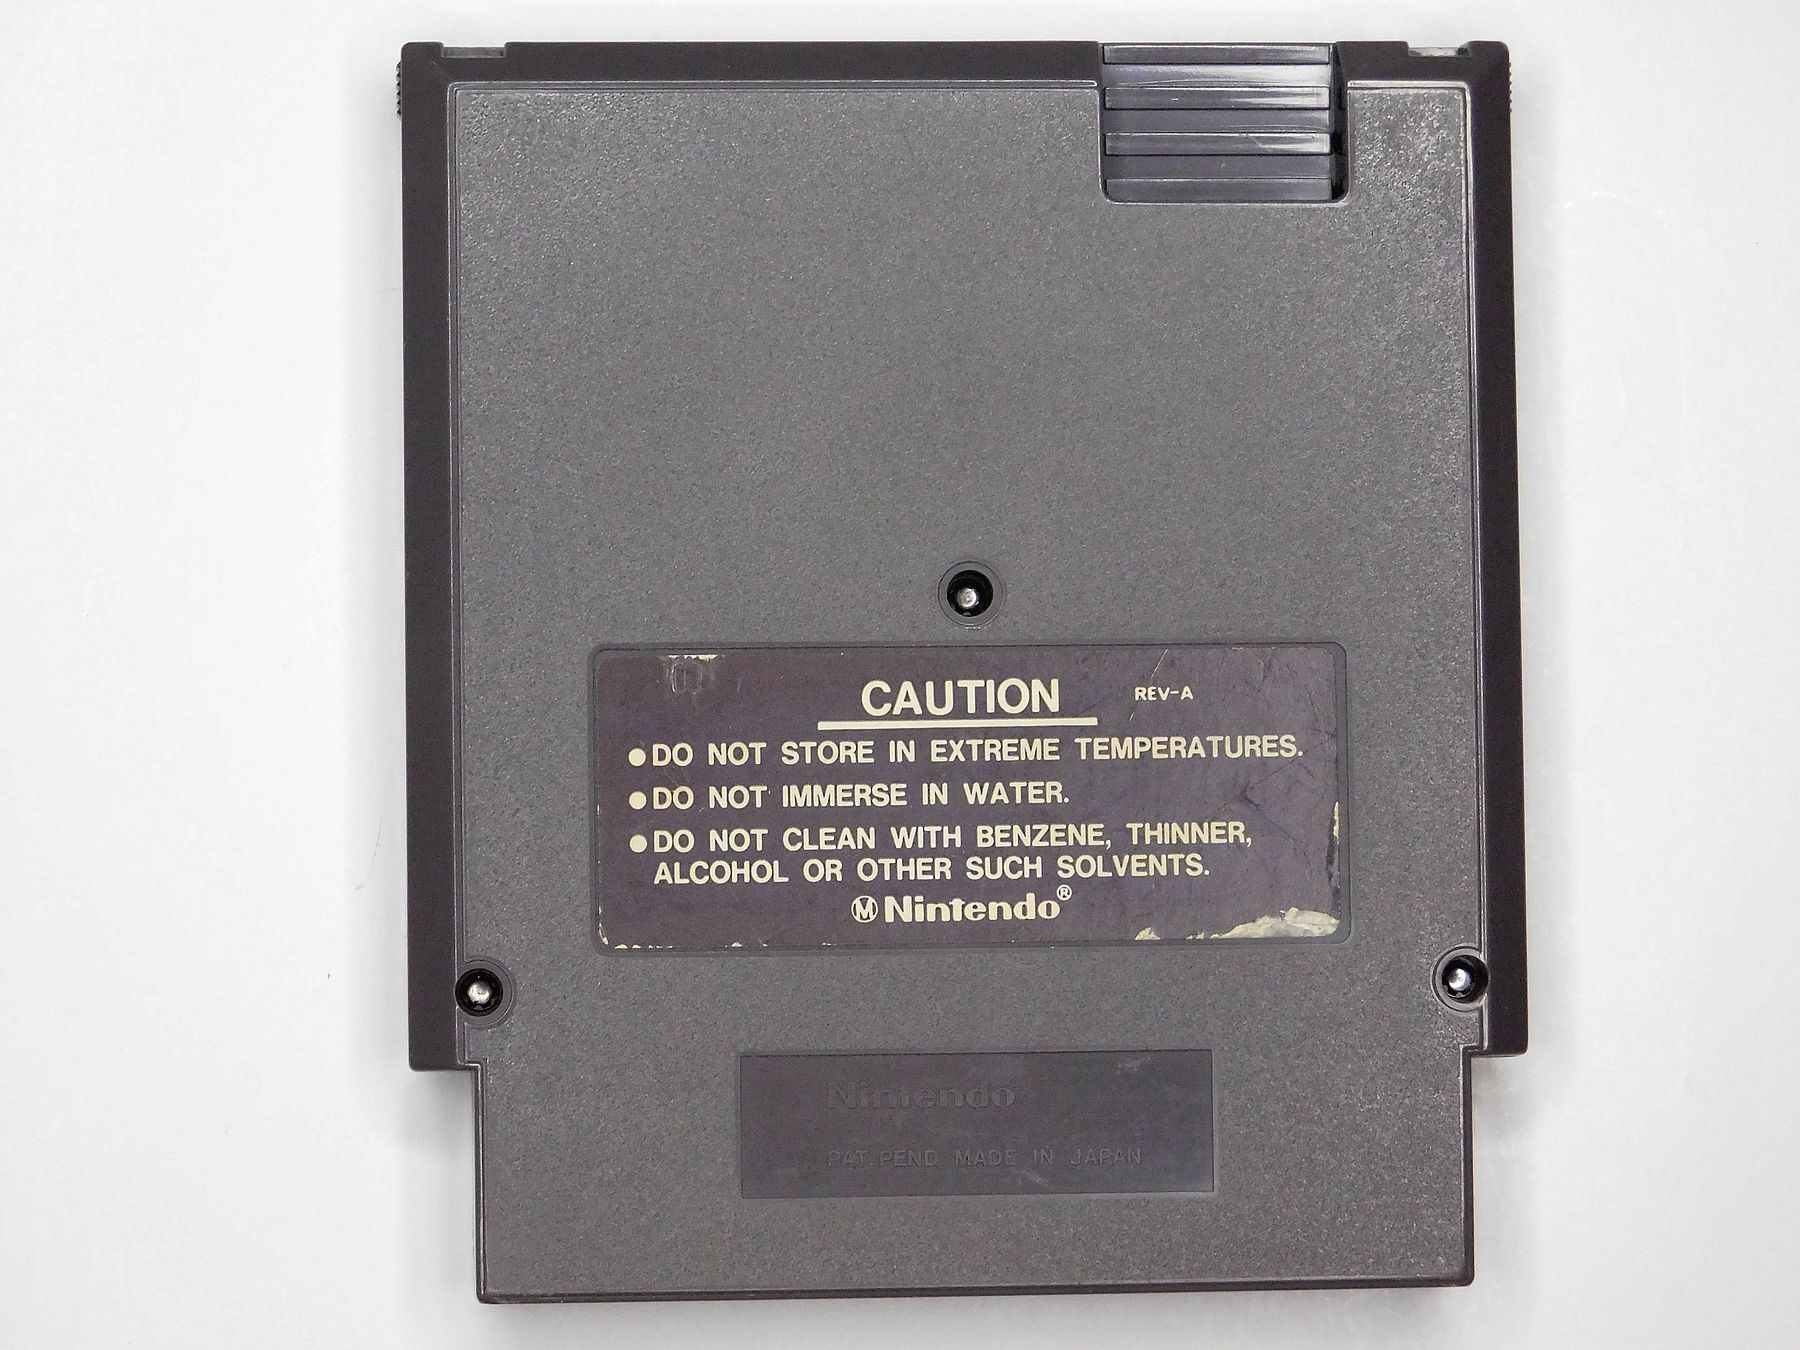 CAUTION REV-A
●DO NOT STORE IN EXTREME TEMPERATURES.
●DO NOT IMMERSE IN WATER.
●DO NOT CLEAN WITH BENZENE, THINNER,
ALCOHOL OR OTHER SUCH SOLVENTS.
Ⓜ Nintendo®
Nintendo
PAT. PEND. MADE IN JAPAN